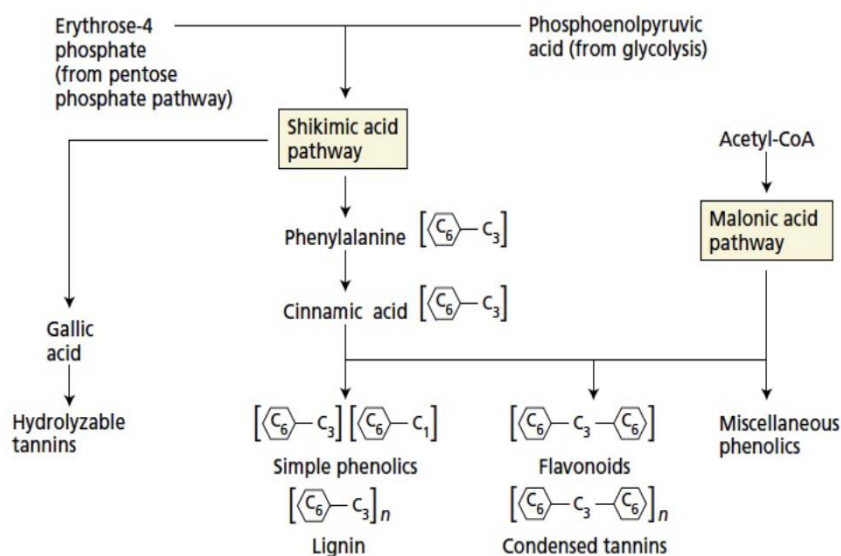 Erythrose-4
phosphate
(from pentose
phosphate pathway)
Phosphoenolpyruvic
acid (from glycolysis)
Shikimic acid
pathway
Acetyl-CoA
Malonic acid
pathway
Phenylalanine [C6—C3]
Cinnamic acid [C6—C3]
Gallic
acid
Hydrolyzable
tannins
[C6—C3] [C6—C1]
Simple phenolics
[C6—C3]n
Lignin
[C6—C3—C6]
Flavonoids
[C6—C3—C6]n
Condensed tannins
Miscellaneous
phenolics